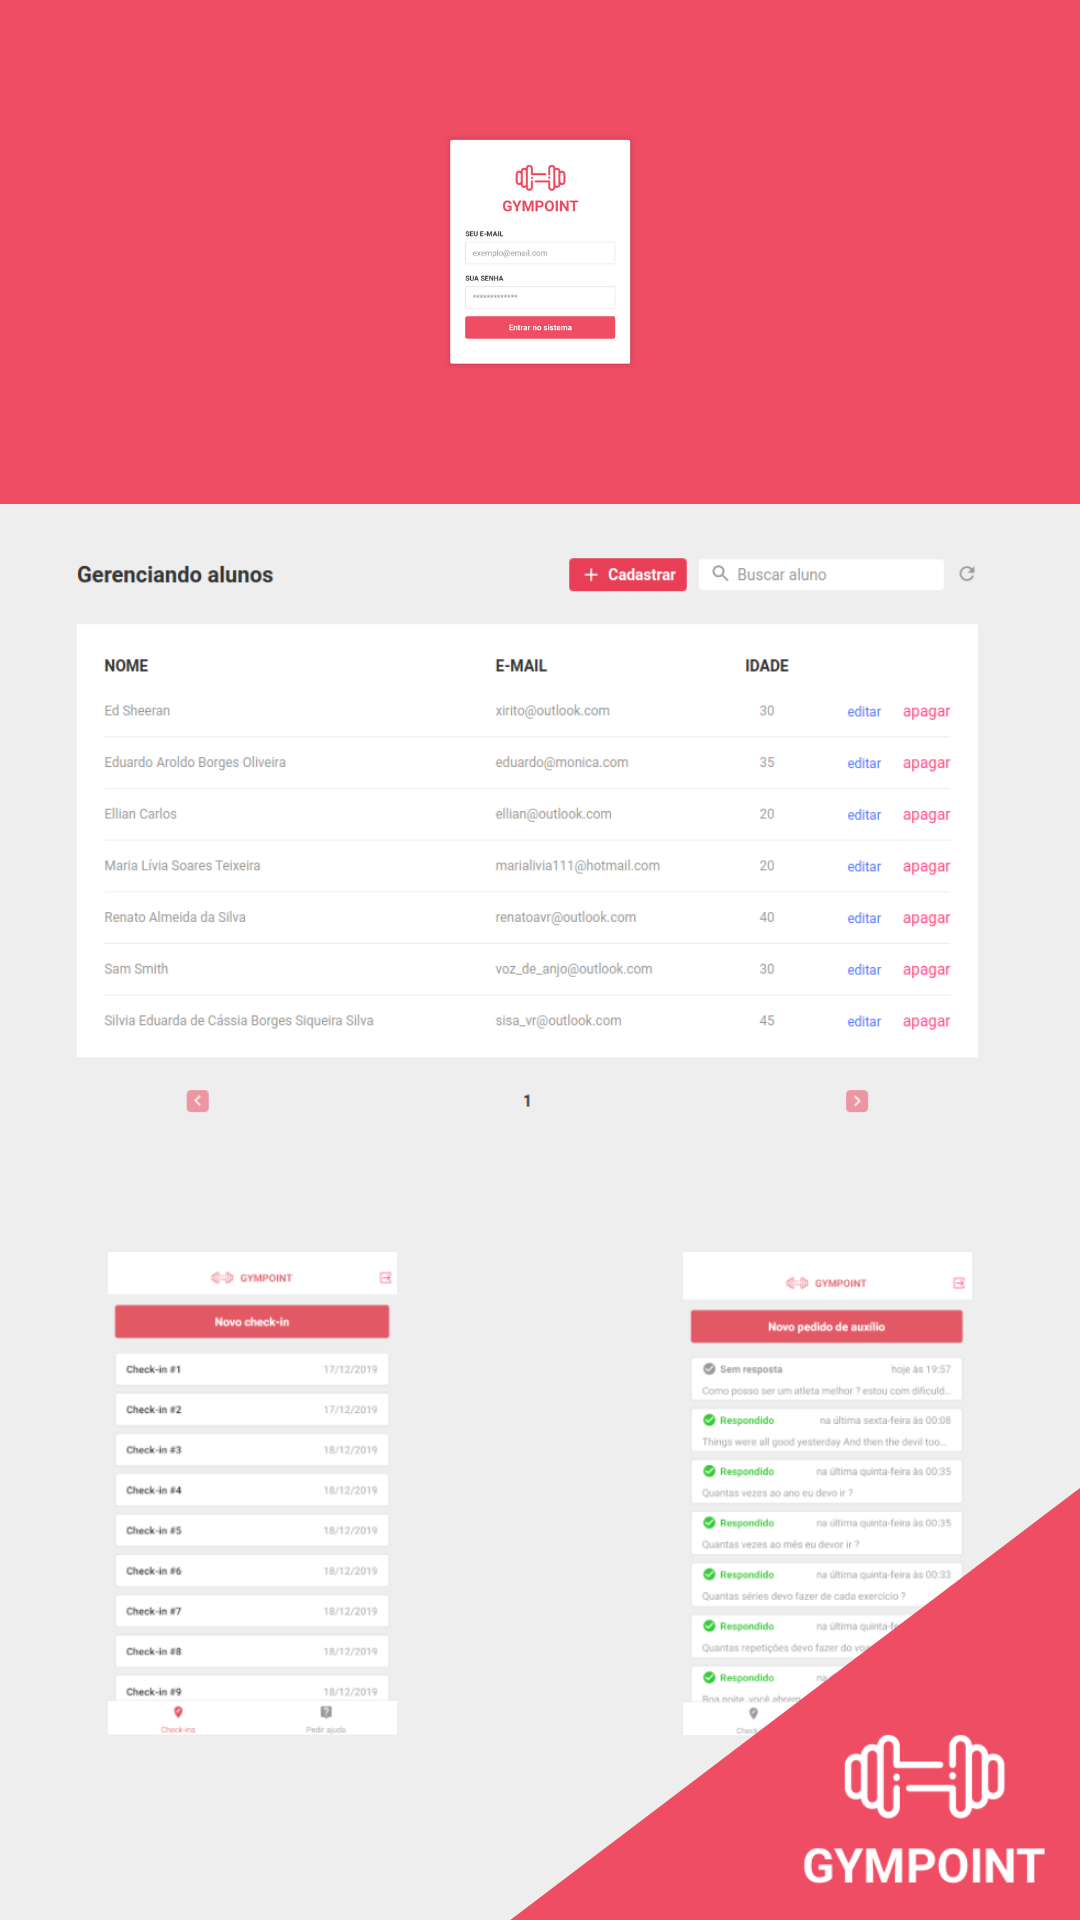 GYMPOINT
SEU E-MAIL
exemplo@email.com
SUA SENHA
*************
Entrar no sistema
Gerenciando alunos
Cadastrar
Buscar aluno
NOME E-MAIL IDADE
Ed Sheeran xirito@outlook.com 30 editar apagar
Eduardo Aroldo Borges Oliveira eduardo@monica.com 35 editar apagar
Ellian Carlos ellian@outlook.com 20 editar apagar
Maria Lívia Soares Teixeira marialivia111@hotmail.com 20 editar apagar
Renato Almeida da Silva renatoavr@outlook.com 40 editar apagar
Sam Smith voz_de_anjo@outlook.com 30 editar apagar
Silvia Eduarda de Cássia Borges Siqueira Silva sisa_vr@outlook.com 45 editar apagar
1
GYMPOINT
Novo check-in
Check-in #1 17/12/2019
Check-in #2 17/12/2019
Check-in #3 18/12/2019
Check-in #4 18/12/2019
Check-in #5 18/12/2019
Check-in #6 18/12/2019
Check-in #7 18/12/2019
Check-in #8 18/12/2019
Check-in #9 18/12/2019
Check-ins Pedir ajuda
GYMPOINT
Novo pedido de auxílio
Sem resposta hoje às 19:57
Como posso ser um atleta melhor ? estou com dificuld...
Respondido na última sexta-feira às 00:08
Things were all good yesterday And then the devil too...
Respondido na última quinta-feira às 00:35
Quantas vezes ao ano eu devo ir ?
Respondido na última quinta-feira às 00:35
Quantas vezes ao mês eu devor ir ?
Respondido na última quinta-feira às 00:33
Quantas séries devo fazer de cada exercício ?
Respondido na última quinta-fe
Quantas repetições devo fazer do
Respondido na
Boa noite, você abrem
Check
GYMPOINT